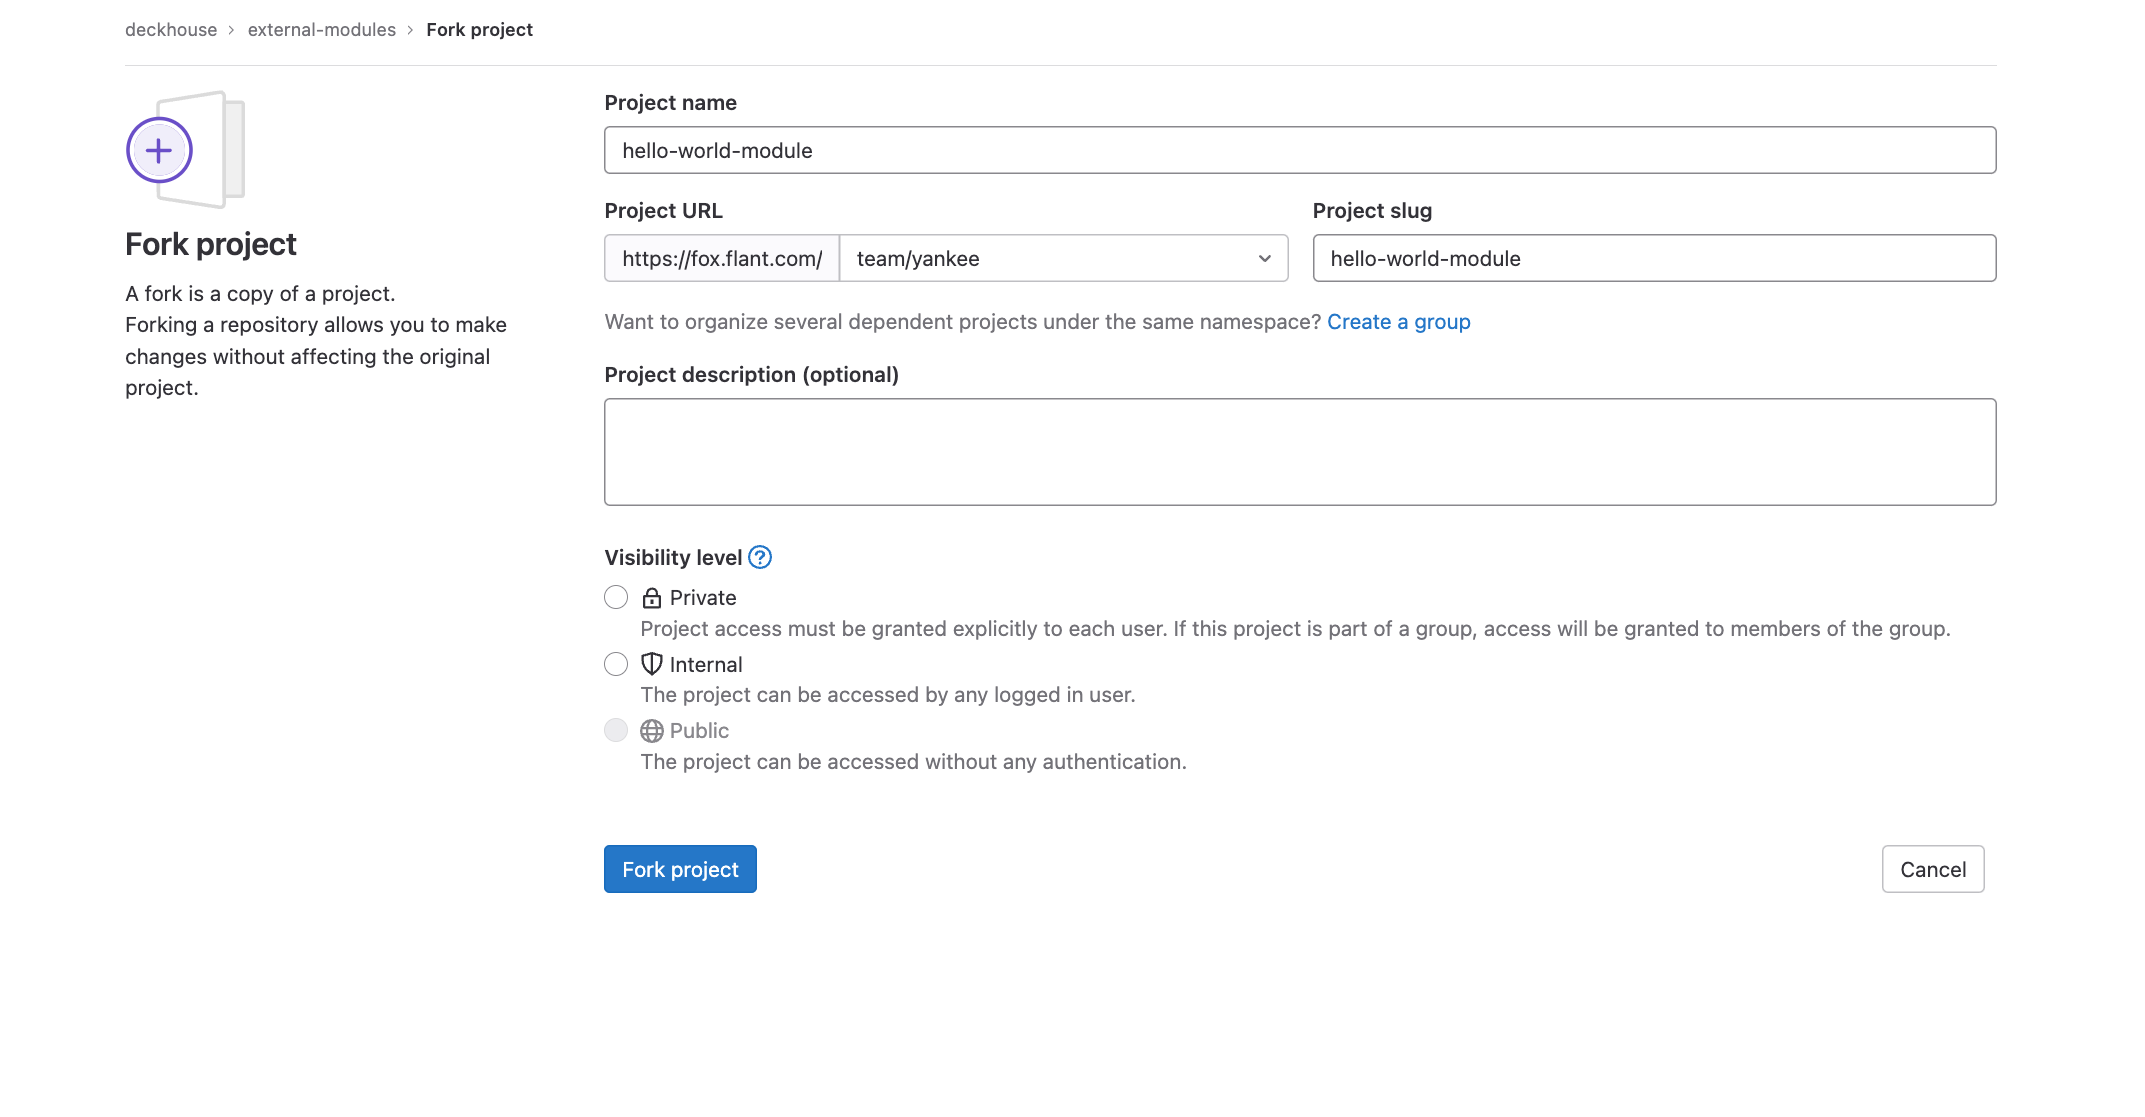 deckhouse > external-modules > Fork project
Fork project
A fork is a copy of a project.
Forking a repository allows you to make
changes without affecting the original
project.
Project name
hello-world-module
Project URL
https://fox.flant.com/ team/yankee
Project slug
hello-world-module
Want to organize several dependent projects under the same namespace? Create a group
Project description (optional)
Visibility level ?
Private
Project access must be granted explicitly to each user. If this project is part of a group, access will be granted to members of the group.
Internal
The project can be accessed by any logged in user.
Public
The project can be accessed without any authentication.
Fork project
Cancel